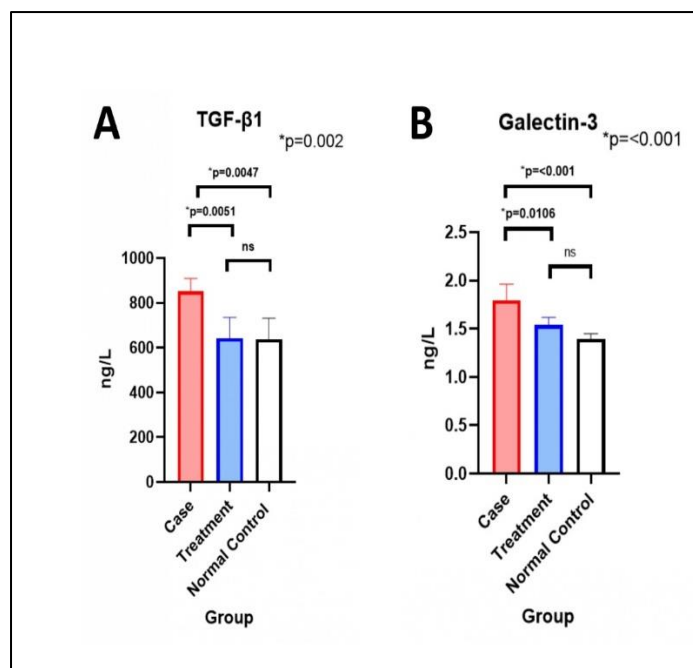 A
TGF-β1
*p=0.002
*p=0.0047
*p=0.0051
ns
1000
800
600
400
200
0
ng/L
Case
Treatment
Normal Control
Group
B
Galectin-3
*p=<0.001
*p=<0.001
*p=0.0106
ns
2.5
2.0
1.5
1.0
0.5
0.0
ng/L
Case
Treatment
Normal Control
Group